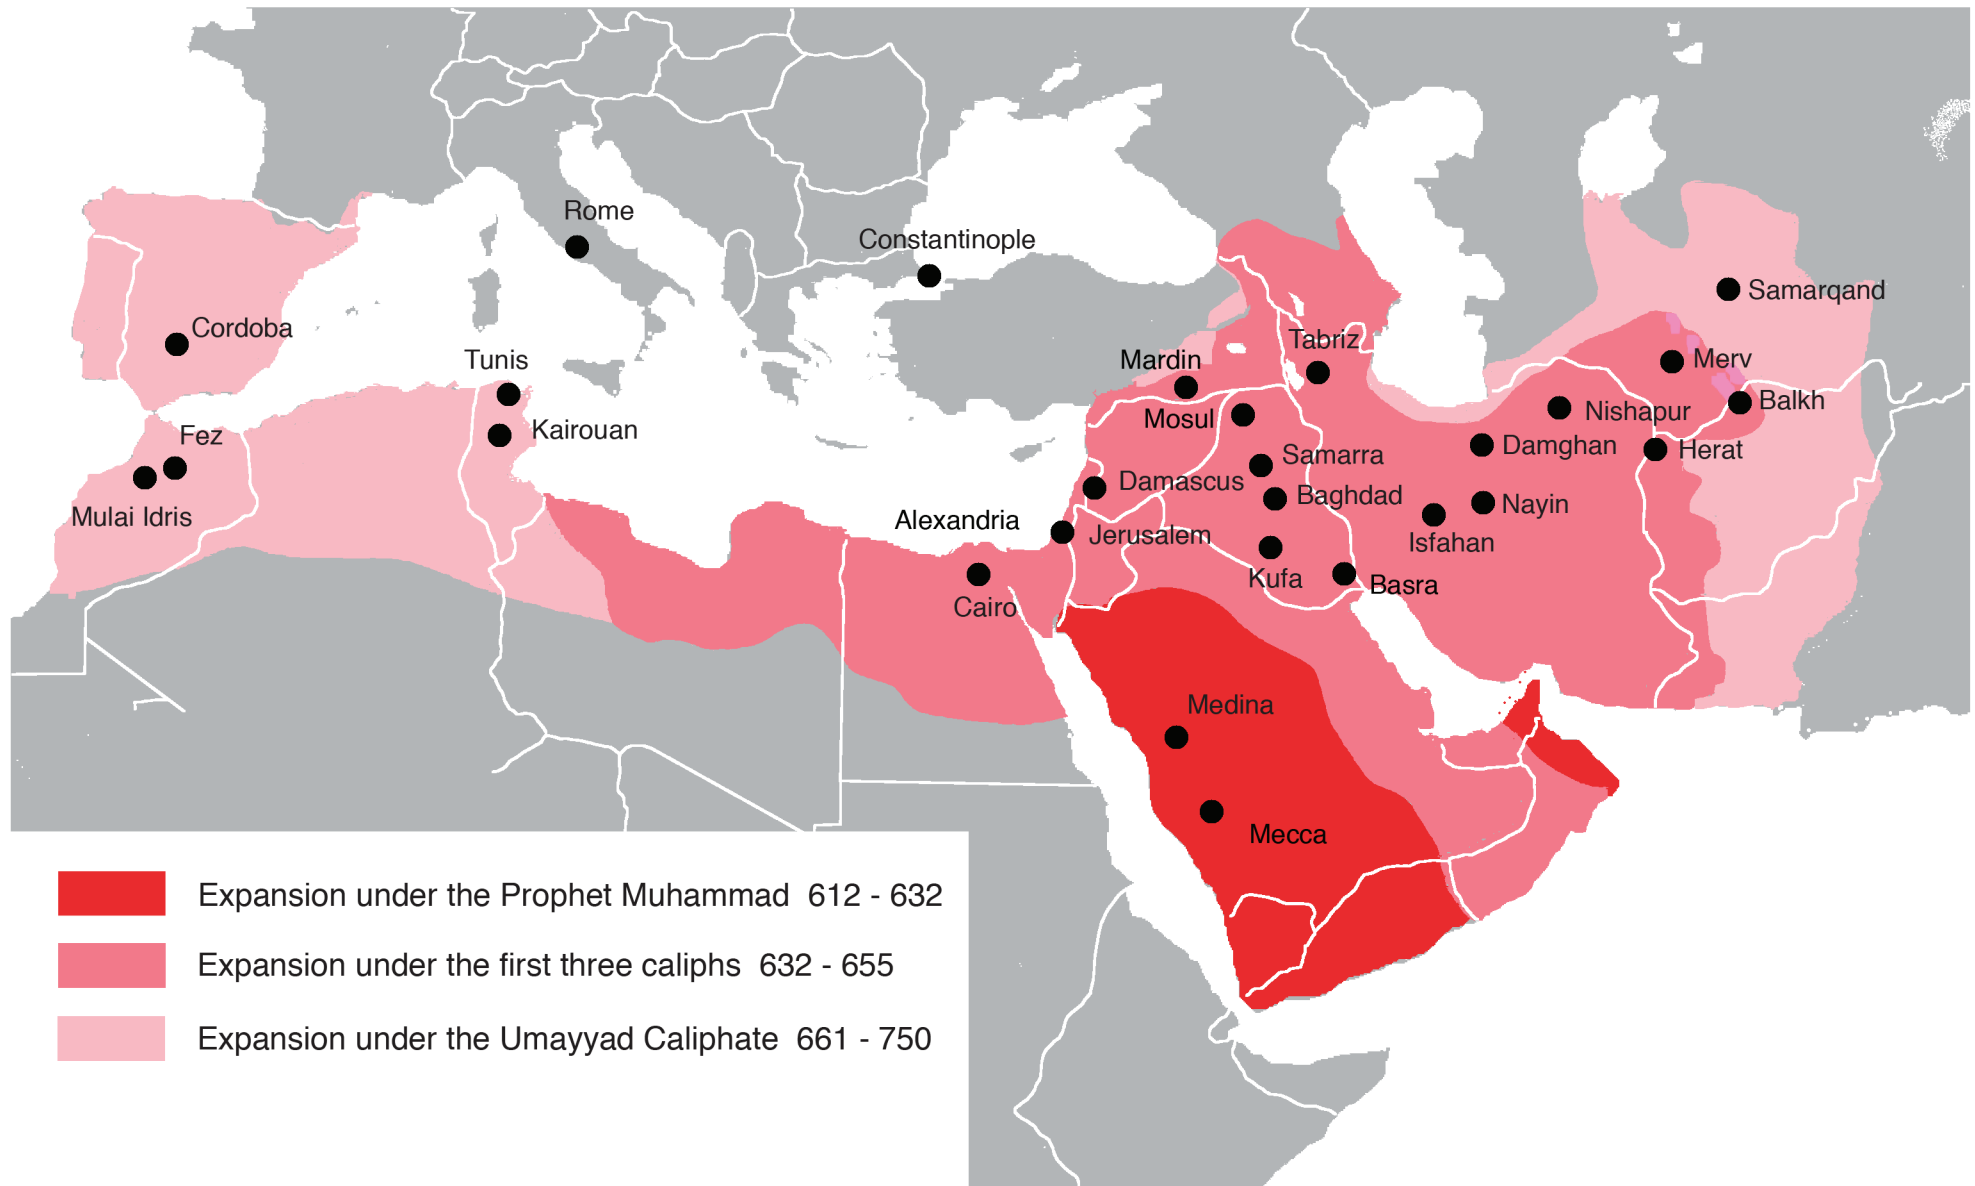 Rome
Constantinople
Cordoba
Samarqand
Tunis
Tabriz
Mardin
Merv
Mosul
Nishapur
Balkh
Fez
Kairouan
Samarra
Damghan
Herat
Damascus
Baghdad
Nayin
Mulai Idris
Alexandria
Jerusalem
Isfahan
Kufa
Basra
Cairo
Medina
Mecca
Expansion under the Prophet Muhammad 612 - 632
Expansion under the first three caliphs 632 - 655
Expansion under the Umayyad Caliphate 661 - 750